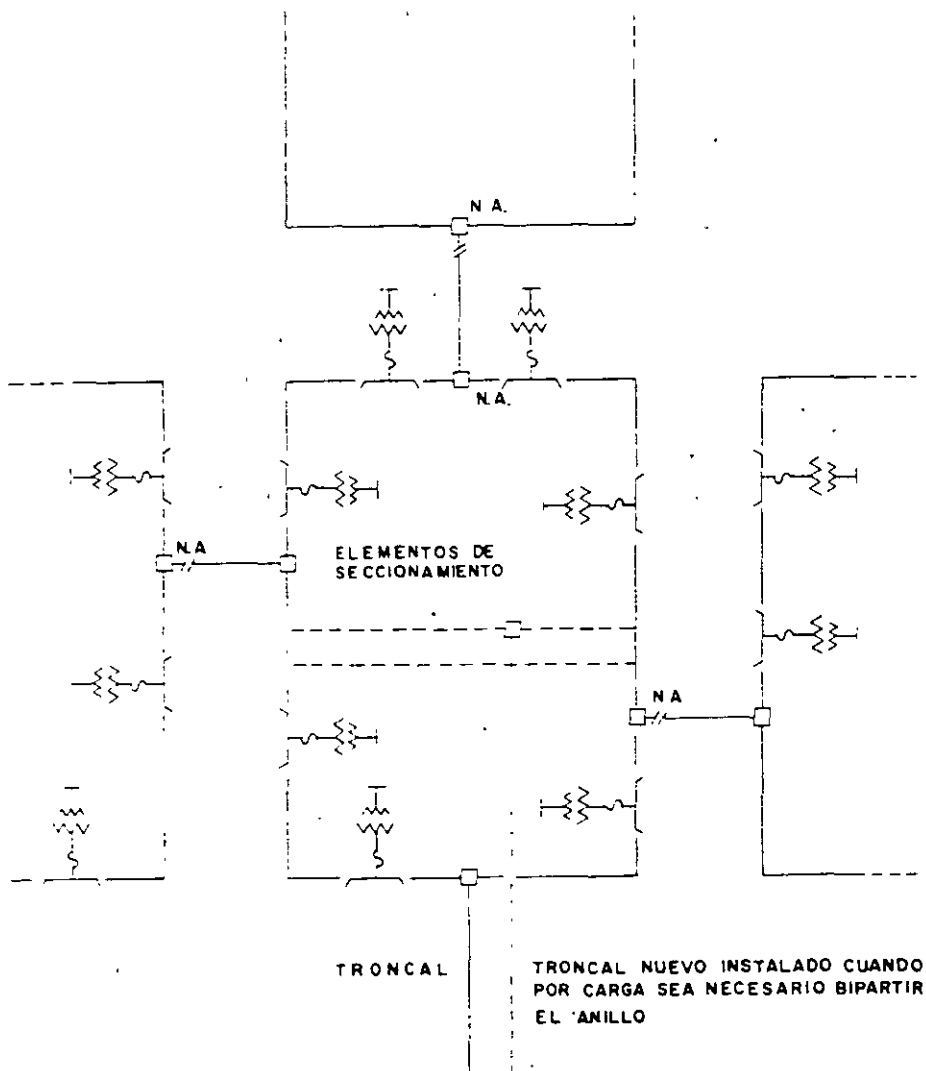 N.A.
N.A.
N.A
ELEMENTOS DE
SECCIONAMIENTO
N A
TRONCAL
TRONCAL NUEVO INSTALADO CUANDO
POR CARGA SEA NECESARIO BIPARTIR
EL ANILLO